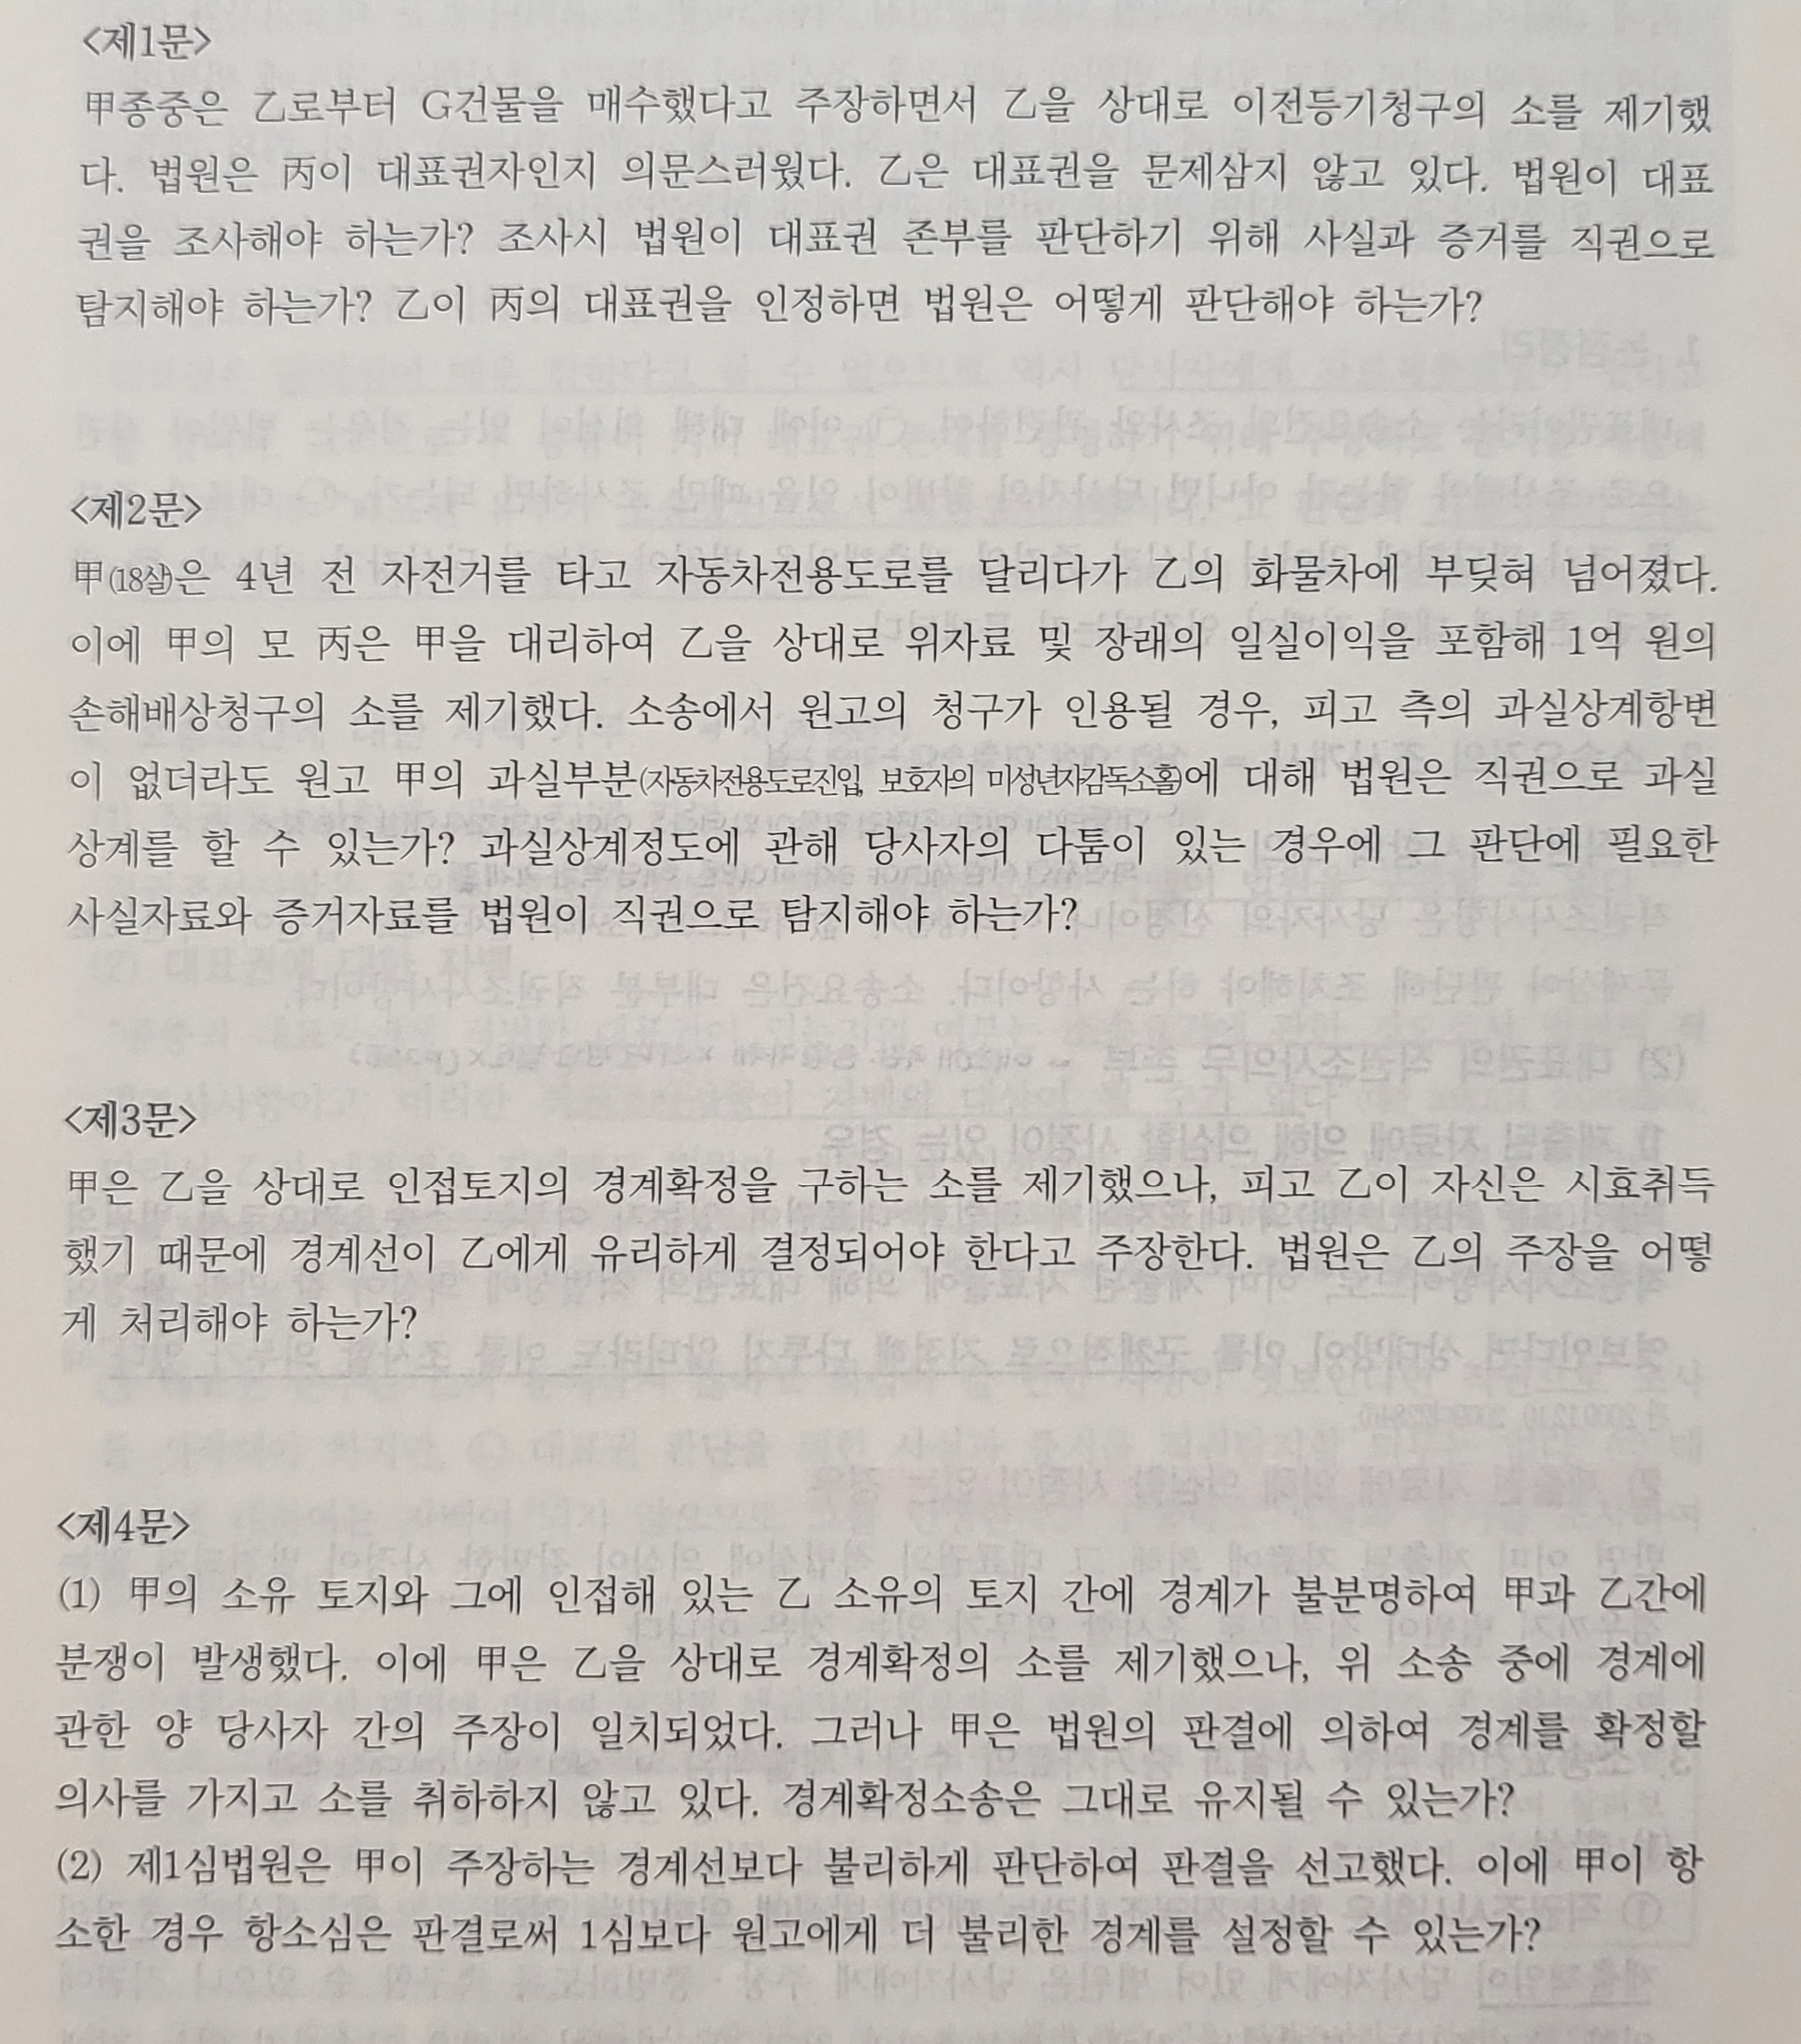 <제1문>
甲종중은 乙로부터 G건물을 매수했다고 주장하면서 乙을 상대로 이전등기청구의 소를 제기했
다. 법원은 丙이 대표권자인지 의문스러웠다. 乙은 대표권을 문제삼지 않고 있다. 법원이 대표
권을 조사해야 하는가? 조사시 법원이 대표권 존부를 판단하기 위해 사실과 증거를 직권으로
탐지해야 하는가? 乙이 丙의 대표권을 인정하면 법원은 어떻게 판단해야 하는가?
<제2문>
甲(18살)은 4년 전 자전거를 타고 자동차전용도로를 달리다가 乙의 화물차에 부딪혀 넘어졌다.
이에 甲의 모 丙은 甲을 대리하여 乙을 상대로 위자료 및 장래의 일실이익을 포함해 1억 원의
손해배상청구의 소를 제기했다. 소송에서 원고의 청구가 인용될 경우, 피고 측의 과실상계항변
이 없더라도 원고 甲의 과실부분(자동차전용도로진입, 보호자의 미성년자감독소홀)에 대해 법원은 직권으로 과실
상계를 할 수 있는가? 과실상계정도에 관해 당사자의 다툼이 있는 경우에 그 판단에 필요한
사실자료와 증거자료를 법원이 직권으로 탐지해야 하는가?
<제3문>
甲은 乙을 상대로 인접토지의 경계확정을 구하는 소를 제기했으나, 피고 乙이 자신은 시효취득
했기 때문에 경계선이 乙에게 유리하게 결정되어야 한다고 주장한다. 법원은 乙의 주장을 어떻
게 처리해야 하는가?
<제4문>
(1) 甲의 소유 토지와 그에 인접해 있는 乙 소유의 토지 간에 경계가 불분명하여 甲과 乙간에
분쟁이 발생했다. 이에 甲은 乙을 상대로 경계확정의 소를 제기했으나, 위 소송 중에 경계에
관한 양 당사자 간의 주장이 일치되었다. 그러나 甲은 법원의 판결에 의하여 경계를 확정할
의사를 가지고 소를 취하하지 않고 있다. 경계확정소송은 그대로 유지될 수 있는가?
(2) 제1심법원은 甲이 주장하는 경계선보다 불리하게 판단하여 판결을 선고했다. 이에 甲이 항
소한 경우 항소심은 판결로써 1심보다 원고에게 더 불리한 경계를 설정할 수 있는가?